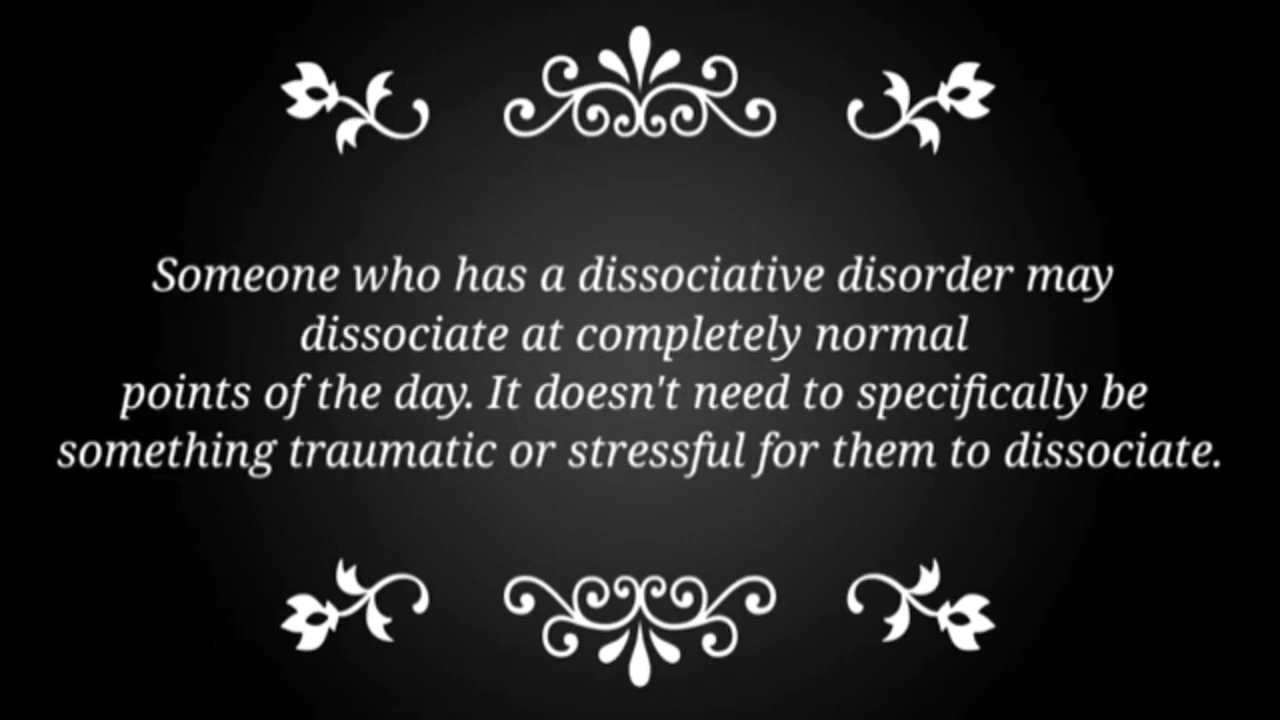 Someone who has a dissociative disorder may
dissociate at completely normal
points of the day. It doesn't need to specifically be
something traumatic or stressful for them to dissociate.